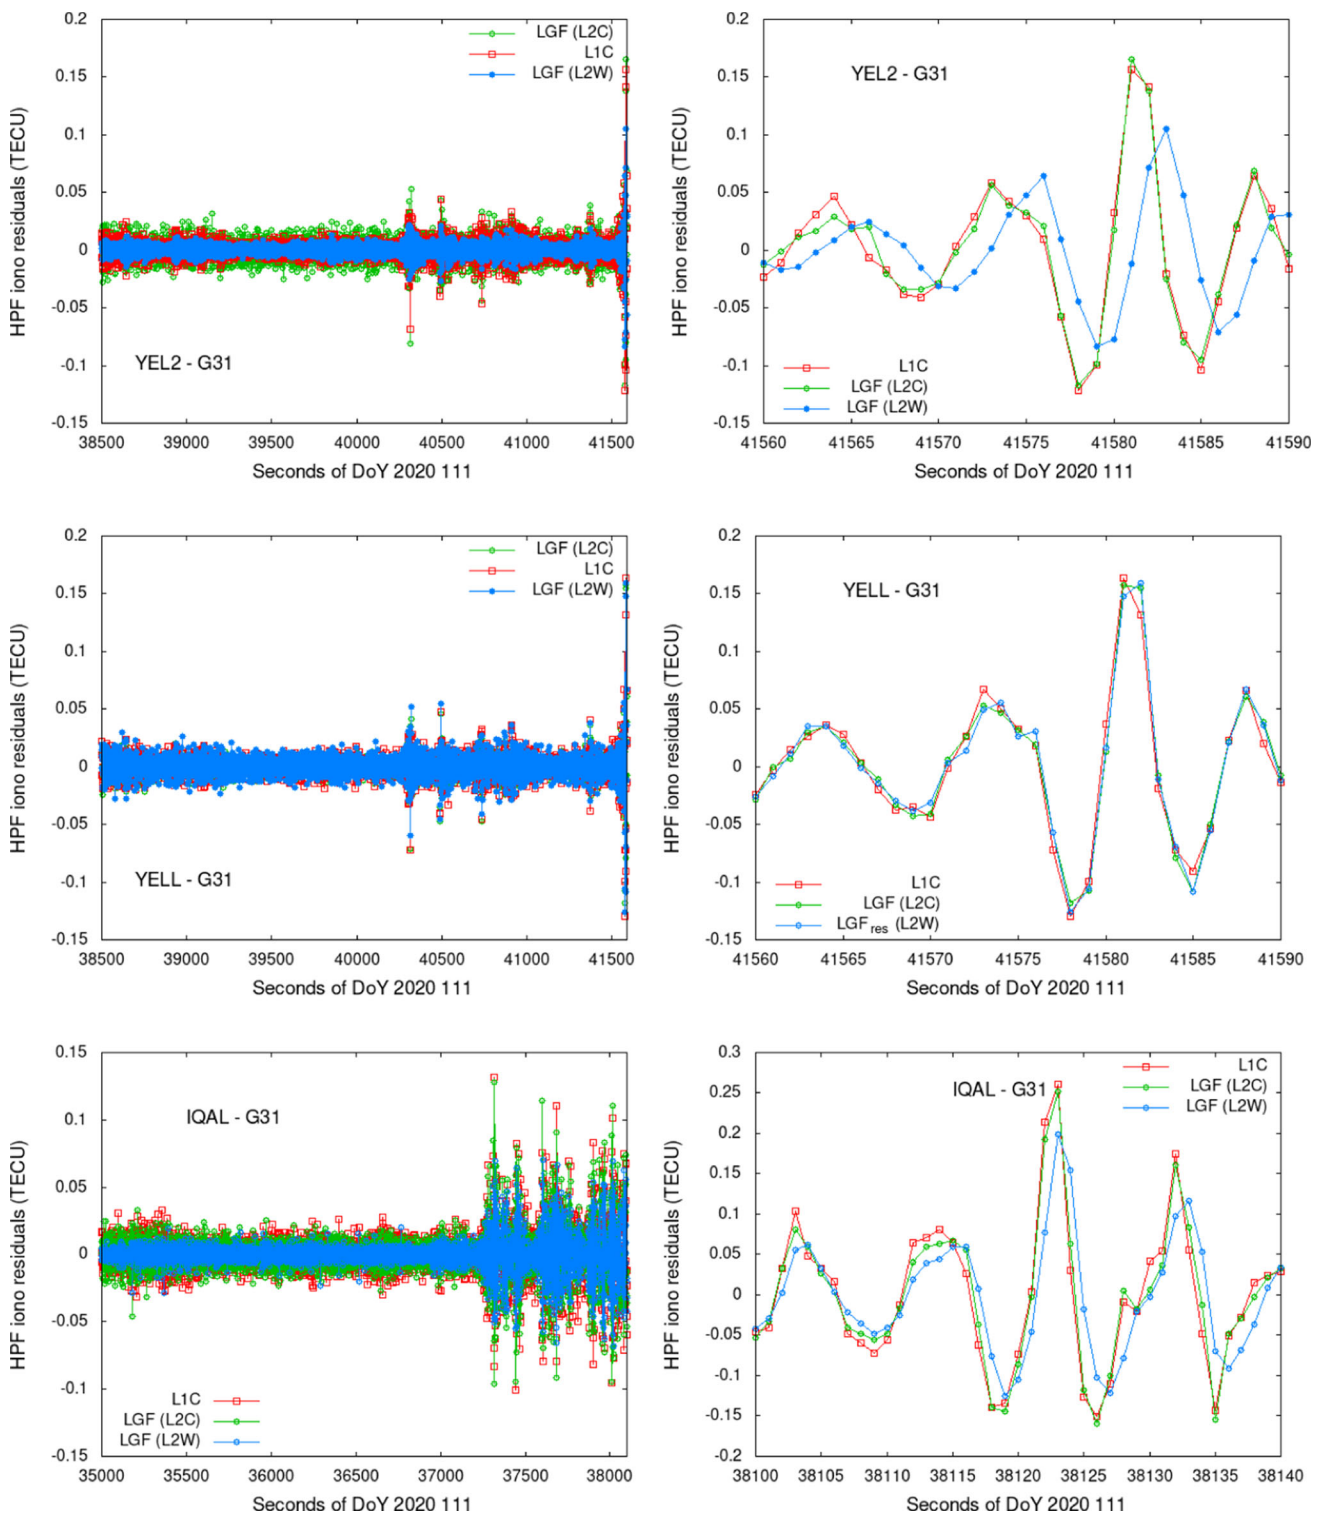 0.2
0.15
0.1
0.05
0
-0.05
-0.1
-0.15
HPF iono residuals (TECU)
LGF (L2C)
L1C
LGF (L2W)
YEL2 - G31
38500 39000 39500 40000 40500 41000 41500
Seconds of DoY 2020 111
0.2
0.15
0.1
0.05
0
-0.05
-0.1
-0.15
HPF iono residuals (TECU)
YEL2 - G31
L1C
LGF (L2C)
LGF (L2W)
41560 41565 41570 41575 41580 41585 41590
Seconds of DoY 2020 111
0.2
0.15
0.1
0.05
0
-0.05
-0.1
-0.15
HPF iono residuals (TECU)
LGF (L2C)
L1C
LGF (L2W)
YELL - G31
38500 39000 39500 40000 40500 41000 41500
Seconds of DoY 2020 111
0.2
0.15
0.1
0.05
0
-0.05
-0.1
-0.15
HPF iono residuals (TECU)
YELL - G31
L1C
LGF (L2C)
LGFres (L2W)
41560 41565 41570 41575 41580 41585 41590
Seconds of DoY 2020 111
0.15
0.1
0.05
0
-0.05
-0.1
-0.15
HPF iono residuals (TECU)
IQAL - G31
L1C
LGF (L2C)
LGF (L2W)
35000 35500 36000 36500 37000 37500 38000
Seconds of DoY 2020 111
0.3
0.25
0.2
0.15
0.1
0.05
0
-0.05
-0.1
-0.15
-0.2
HPF iono residuals (TECU)
IQAL - G31
L1C
LGF (L2C)
LGF (L2W)
38100 38105 38110 38115 38120 38125 38130 38135 38140
Seconds of DoY 2020 111